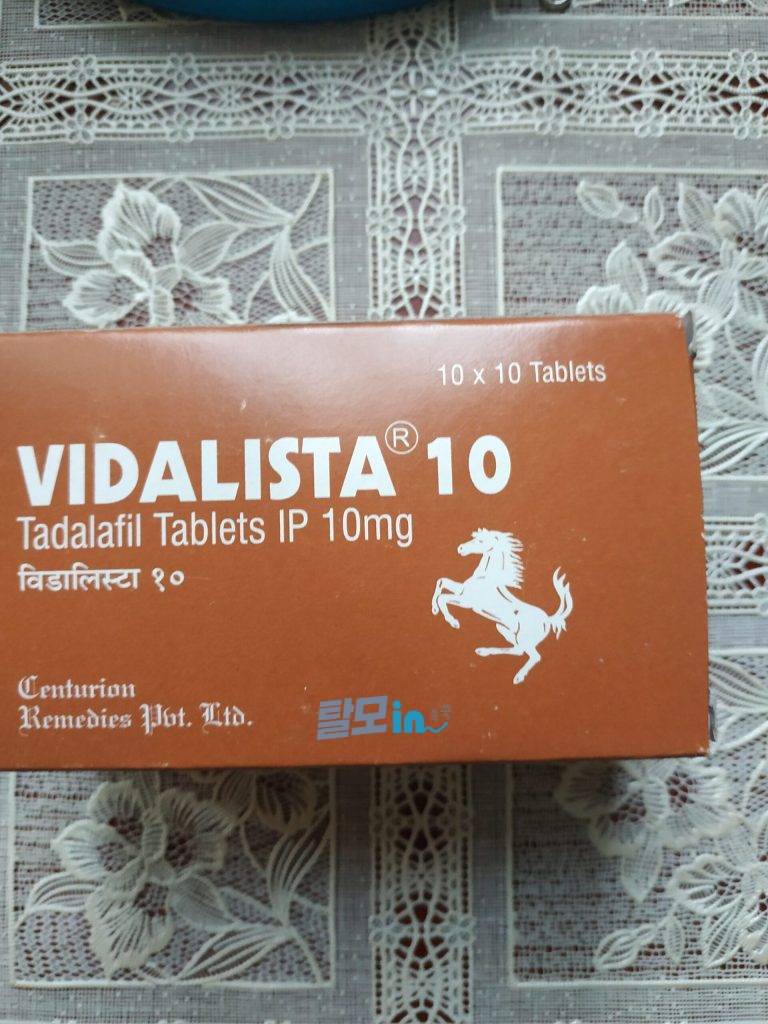 10 x 10 Tablets
VIDALISTA® 10
Tadalafil Tablets IP 10mg
विडालिस्टा १०
Centurion
Remedies Pvt. Ltd.
탈모in